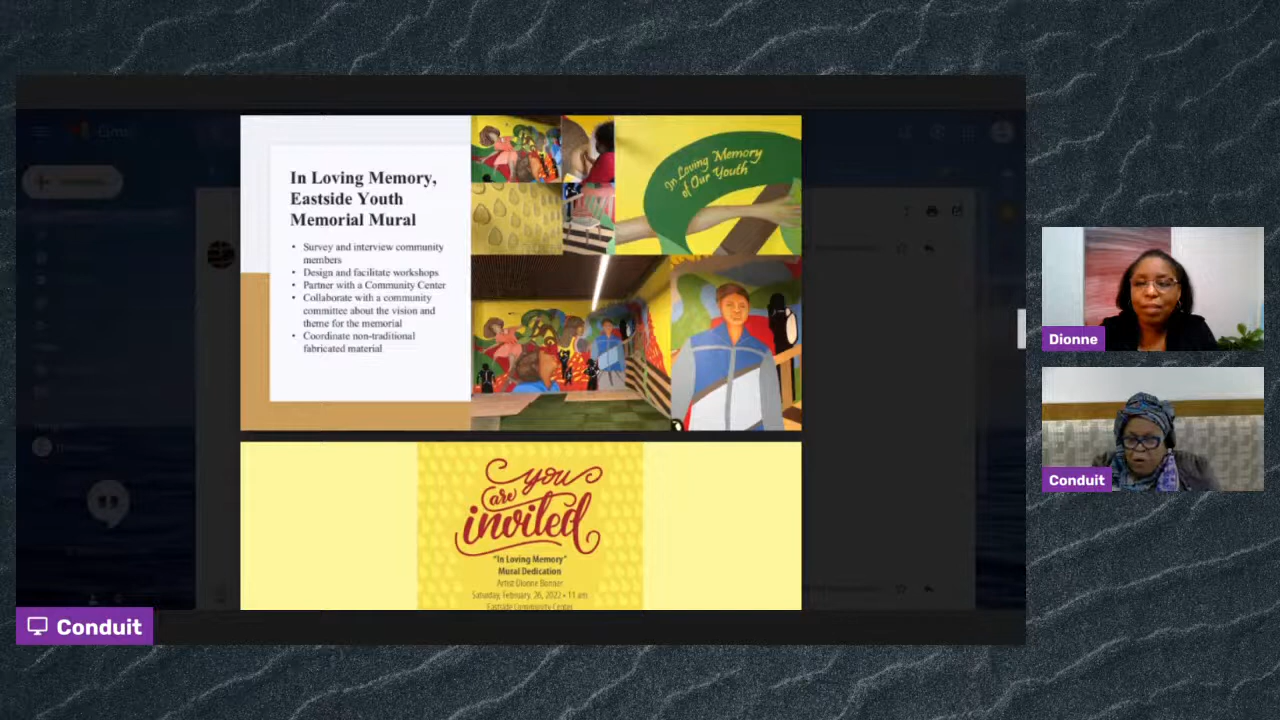 In Loving Memory,
Eastside Youth
Memorial Mural
• Survey and interview community
members
• Design and facilitate workshops
• Partner with a Community Center
• Collaborate with a community
committee about the vision and
theme for the memorial
• Coordinate non-traditional
fabricated material
In Loving Memory
of Our Youth
you
are
invited
"In Loving Memory"
Mural Dedication
Artist Dionne Bonner
Saturday, February, 26, 2022 • 11 am
Eastside Community Center
Dionne
Conduit
Conduit